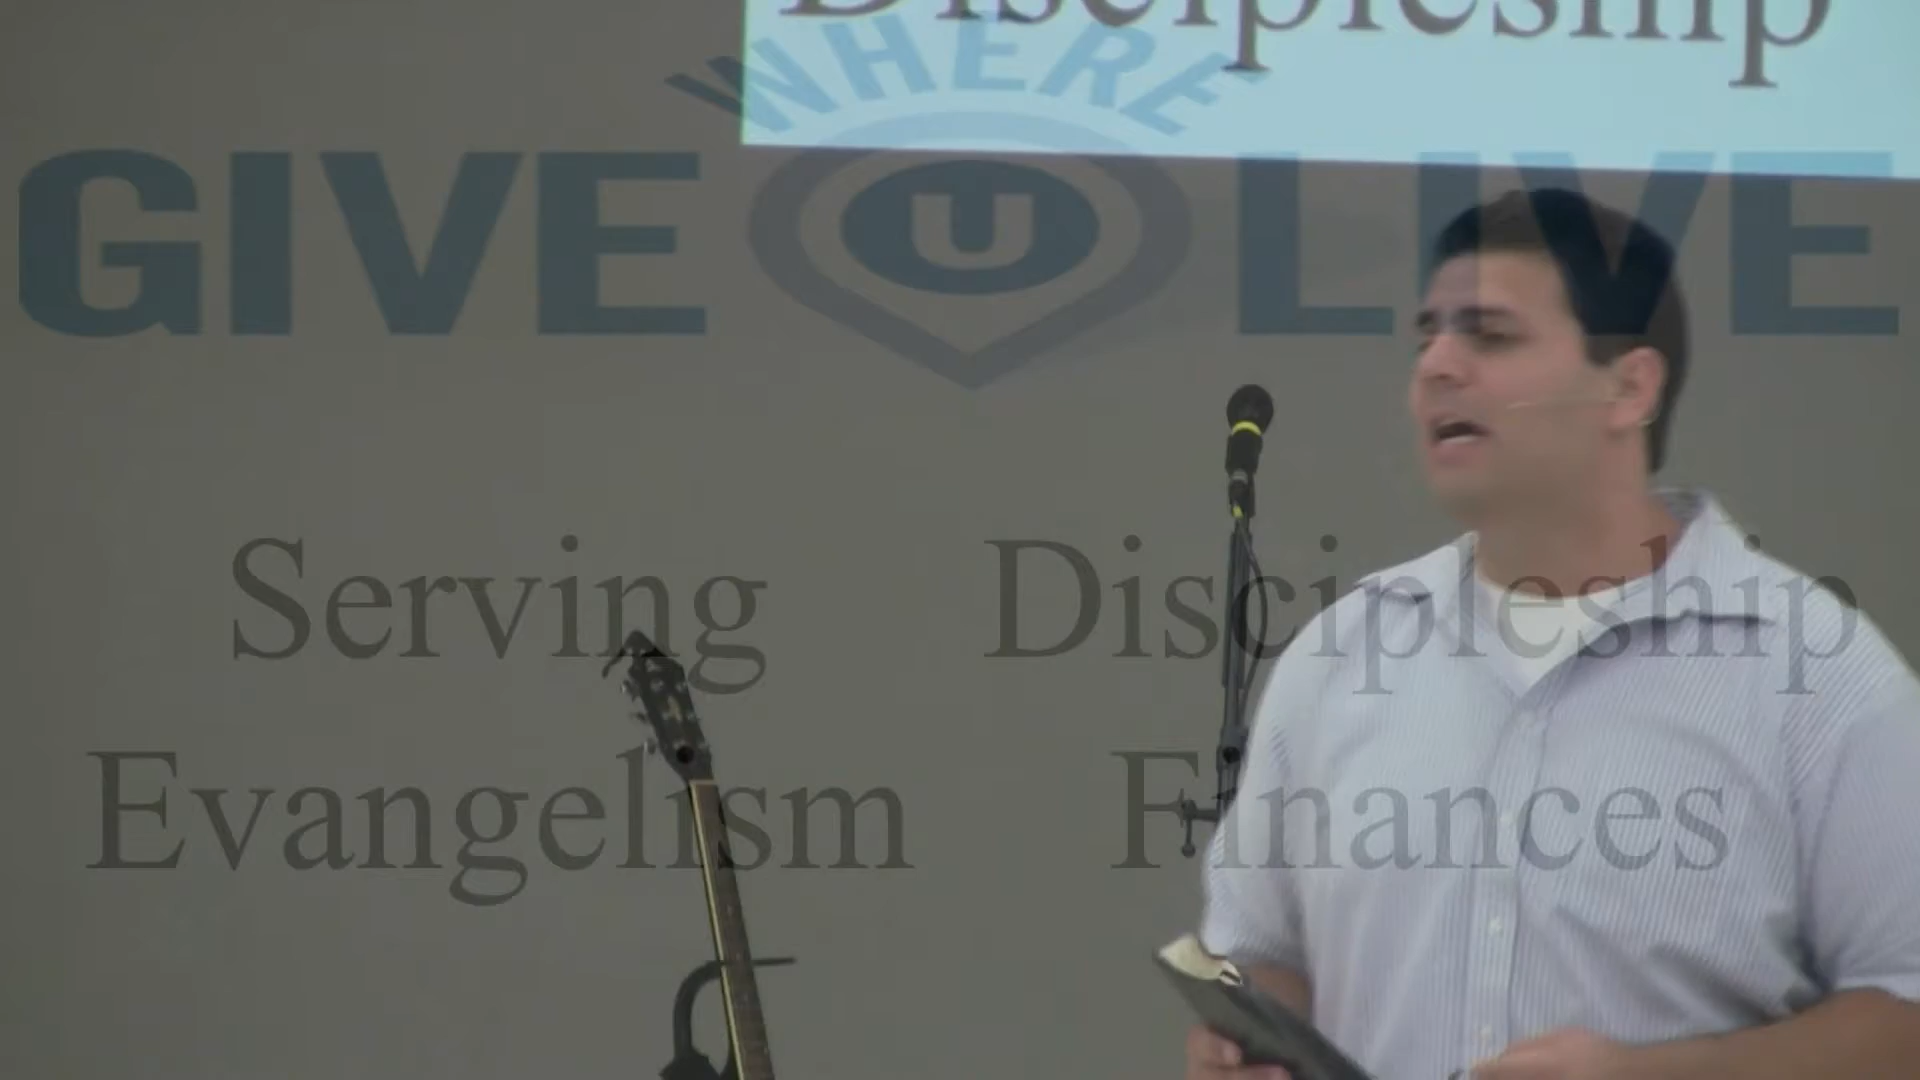 Discipleship
WHERE
GIVE U LIVE
Serving Discipleship
Evangelism Finances